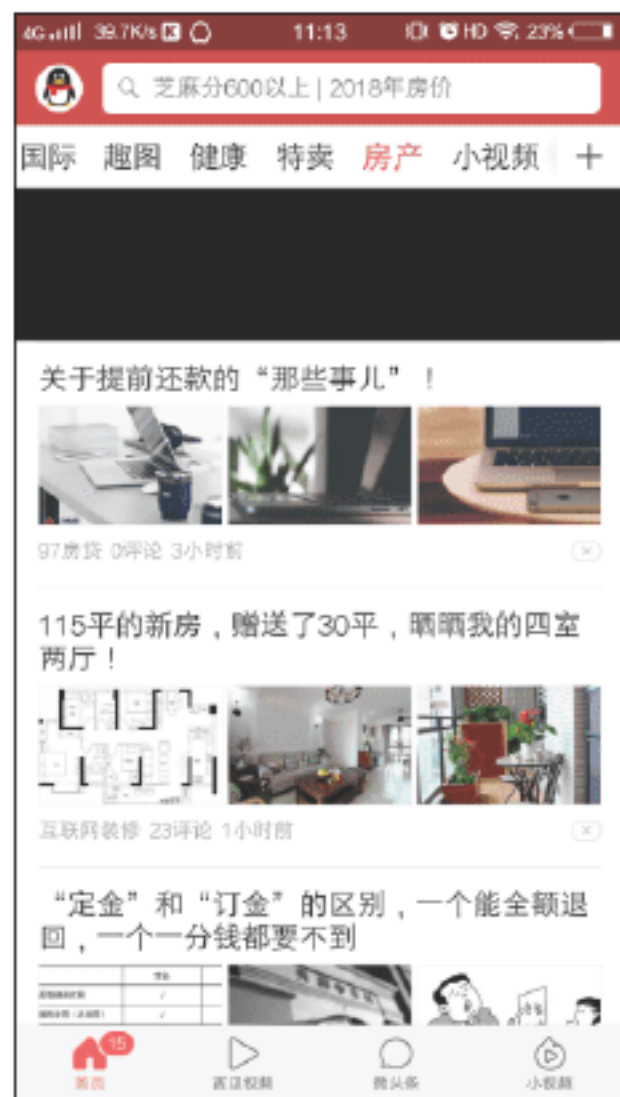 4G 39.7K/s 11:13 HD 23%
芝麻分600以上 | 2018年房价
国际 趣图 健康 特卖 房产 小视频 +
关于提前还款的“那些事儿”！
97房贷 0评论 3小时前
115平的新房，赠送了30平，晒晒我的四室
两厅！
互联网装修 23评论 1小时前
“定金”和“订金”的区别，一个能全额退
回，一个一分钱都要不到
15
首页 西瓜视频 微头条 小视频